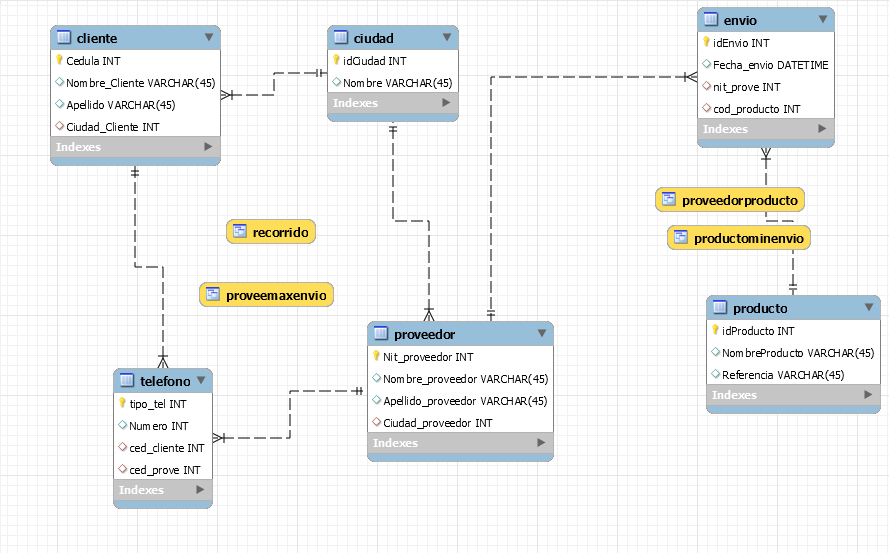 cliente
Cedula INT
Nombre_Cliente VARCHAR(45)
Apellido VARCHAR(45)
Ciudad_Cliente INT
Indexes
ciudad
idCiudad INT
Nombre VARCHAR(45)
Indexes
envio
idEnvio INT
Fecha_envio DATETIME
nit_prove INT
cod_producto INT
Indexes
proveedorproducto
productominenvio
recorrido
proveemaxenvio
producto
idProducto INT
NombreProducto VARCHAR(45)
Referencia VARCHAR(45)
Indexes
proveedor
Nit_proveedor INT
Nombre_proveedor VARCHAR(45)
Apellido_proveedor VARCHAR(45)
Ciudad_proveedor INT
Indexes
telefono
tipo_tel INT
Numero INT
ced_cliente INT
ced_prove INT
Indexes